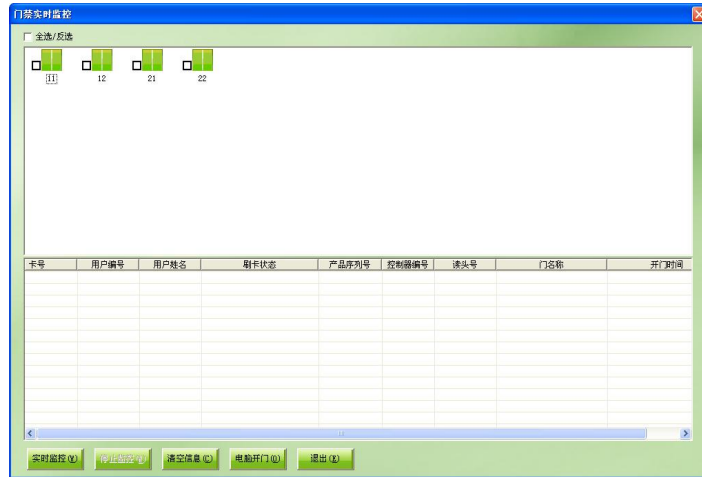 门禁实时监控
全选/反选
11 12 21 22
卡号 用户编号 用户姓名 刷卡状态 产品序列号 控制器编号 读头号 门名称 开门时间
实时监控(V) 停止监控 清空信息(C) 电脑开门(O) 退出(X)